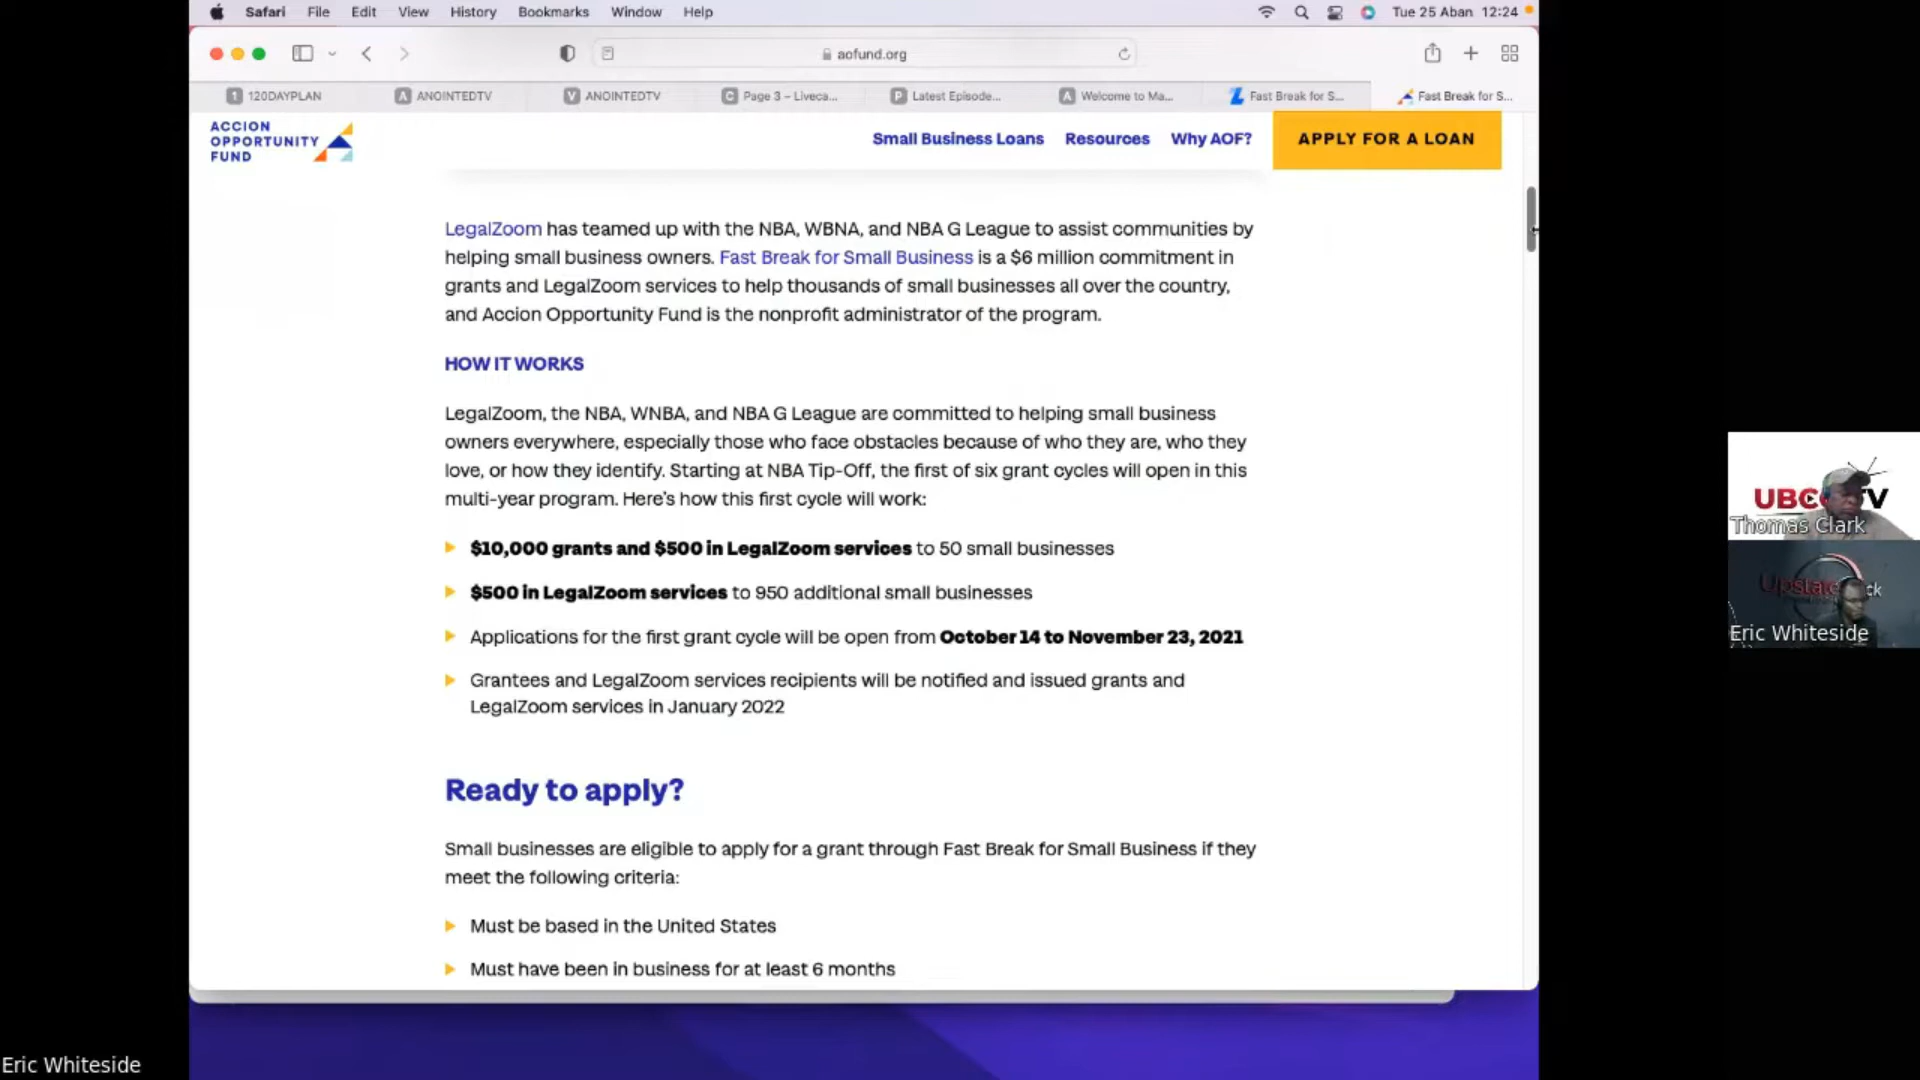 Safari File Edit View History Bookmarks Window Help Tue 25 Aban 12:24
aofund.org
1 120DAYPLAN A ANOINTEDTV V ANOINTEDTV C Page 3 – Liveca... P Latest Episode... A Welcome to Ma... Fast Break for S... Fast Break for S...
ACCION
OPPORTUNITY
FUND
Small Business Loans Resources Why AOF? APPLY FOR A LOAN
LegalZoom has teamed up with the NBA, WBNA, and NBA G League to assist communities by
helping small business owners. Fast Break for Small Business is a $6 million commitment in
grants and LegalZoom services to help thousands of small businesses all over the country,
and Accion Opportunity Fund is the nonprofit administrator of the program.
HOW IT WORKS
LegalZoom, the NBA, WNBA, and NBA G League are committed to helping small business
owners everywhere, especially those who face obstacles because of who they are, who they
love, or how they identify. Starting at NBA Tip-Off, the first of six grant cycles will open in this
multi-year program. Here's how this first cycle will work:
$10,000 grants and $500 in LegalZoom services to 50 small businesses
$500 in LegalZoom services to 950 additional small businesses
Applications for the first grant cycle will be open from October 14 to November 23, 2021
Grantees and LegalZoom services recipients will be notified and issued grants and
LegalZoom services in January 2022
Ready to apply?
Small businesses are eligible to apply for a grant through Fast Break for Small Business if they
meet the following criteria:
Must be based in the United States
Must have been in business for at least 6 months
Thomas Clark
Eric Whiteside
Eric Whiteside